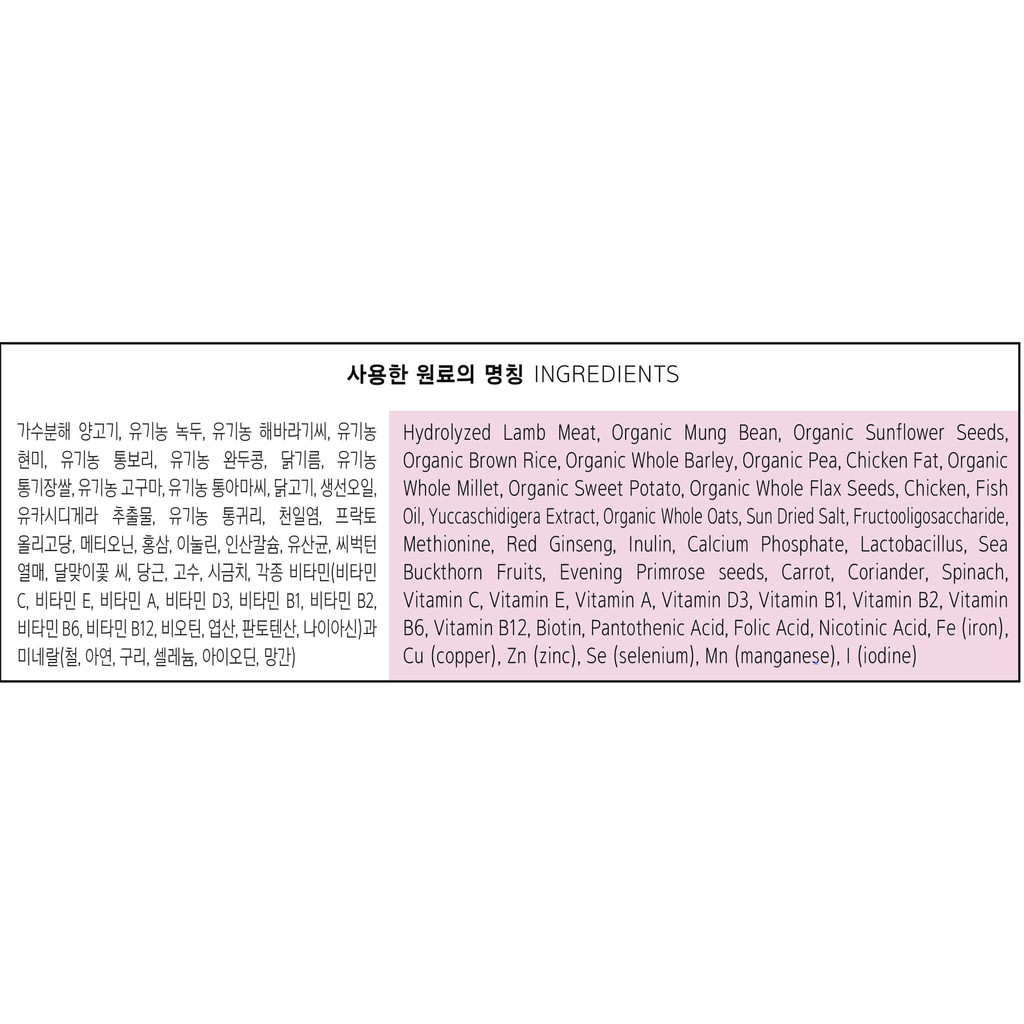 사용한 원료의 명칭 INGREDIENTS
가수분해 양고기, 유기농 녹두, 유기농 해바라기씨, 유기농
현미, 유기농 통보리, 유기농 완두콩, 닭기름, 유기농
통기장쌀, 유기농 고구마, 유기농 통아마씨, 닭고기, 생선오일,
유카시디게라 추출물, 유기농 통귀리, 천일염, 프락토
올리고당, 메티오닌, 홍삼, 이눌린, 인산칼슘, 유산균, 씨벅턴
열매, 달맞이꽃 씨, 당근, 고수, 시금치, 각종 비타민(비타민
C, 비타민 E, 비타민 A, 비타민 D3, 비타민 B1, 비타민 B2,
비타민 B6, 비타민 B12, 비오틴, 엽산, 판토텐산, 나이아신)과
미네랄(철, 아연, 구리, 셀레늄, 아이오딘, 망간)
Hydrolyzed Lamb Meat, Organic Mung Bean, Organic Sunflower Seeds,
Organic Brown Rice, Organic Whole Barley, Organic Pea, Chicken Fat, Organic
Whole Millet, Organic Sweet Potato, Organic Whole Flax Seeds, Chicken, Fish
Oil, Yuccaschidigera Extract, Organic Whole Oats, Sun Dried Salt, Fructooligosaccharide,
Methionine, Red Ginseng, Inulin, Calcium Phosphate, Lactobacillus, Sea
Buckthorn Fruits, Evening Primrose seeds, Carrot, Coriander, Spinach,
Vitamin C, Vitamin E, Vitamin A, Vitamin D3, Vitamin B1, Vitamin B2, Vitamin
B6, Vitamin B12, Biotin, Pantothenic Acid, Folic Acid, Nicotinic Acid, Fe (iron),
Cu (copper), Zn (zinc), Se (selenium), Mn (manganese), I (iodine)